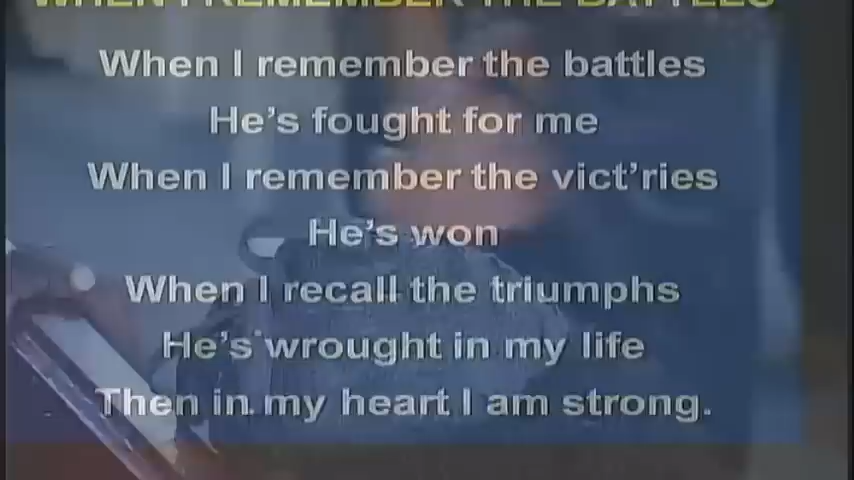 WHEN I REMEMBER THE BATTLES
When I remember the battles
He's fought for me
When I remember the vict'ries
He's won
When I recall the triumphs
He's wrought in my life
Then in my heart I am strong.